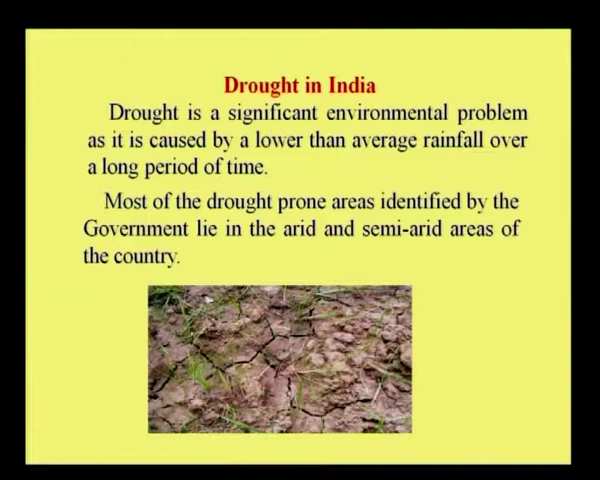 Drought in India
Drought is a significant environmental problem
as it is caused by a lower than average rainfall over
a long period of time.
Most of the drought prone areas identified by the
Government lie in the arid and semi-arid areas of
the country.